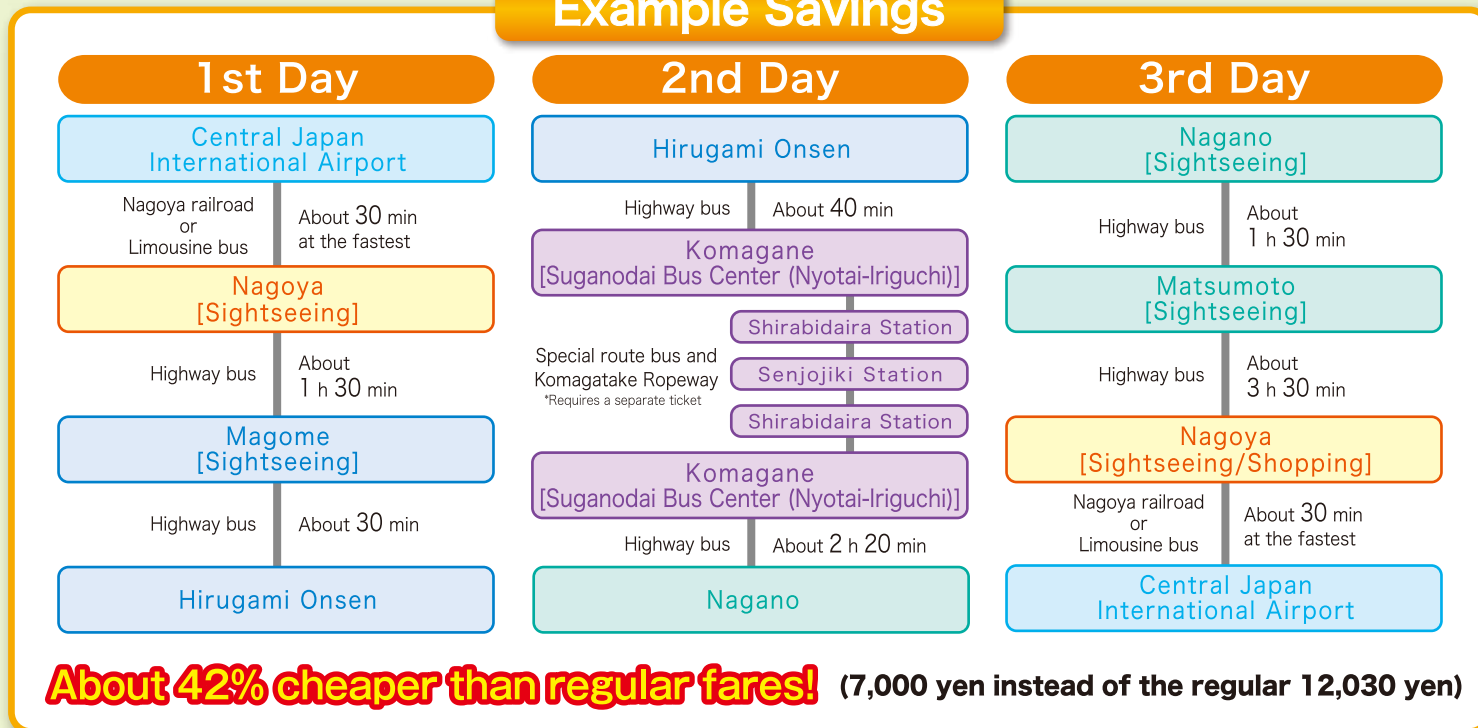 Example Savings
1st Day
Central Japan
International Airport
Nagoya railroad
or
Limousine bus
About 30 min
at the fastest
Nagoya
[Sightseeing]
Highway bus
About
1 h 30 min
Magome
[Sightseeing]
Highway bus
About 30 min
Hirugami Onsen
2nd Day
Hirugami Onsen
Highway bus
About 40 min
Komagane
[Suganodai Bus Center (Nyotai-Iriguchi)]
Shirabidaira Station
Special route bus and
Komagatake Ropeway
*Requires a separate ticket
Senjojiki Station
Shirabidaira Station
Komagane
[Suganodai Bus Center (Nyotai-Iriguchi)]
Highway bus
About 2 h 20 min
Nagano
3rd Day
Nagano
[Sightseeing]
Highway bus
About
1 h 30 min
Matsumoto
[Sightseeing]
Highway bus
About
3 h 30 min
Nagoya
[Sightseeing/Shopping]
Nagoya railroad
or
Limousine bus
About 30 min
at the fastest
Central Japan
International Airport
About 42% cheaper than regular fares! (7,000 yen instead of the regular 12,030 yen)